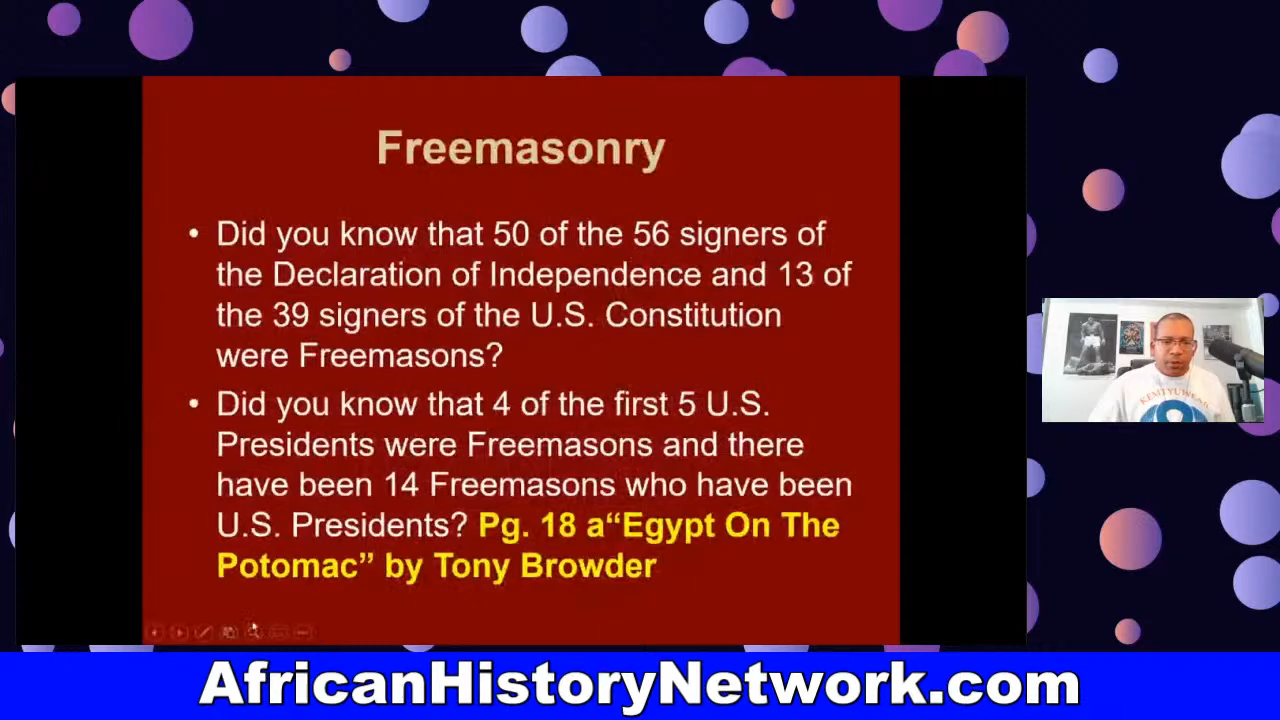 Freemasonry
• Did you know that 50 of the 56 signers of
the Declaration of Independence and 13 of
the 39 signers of the U.S. Constitution
were Freemasons?
• Did you know that 4 of the first 5 U.S.
Presidents were Freemasons and there
have been 14 Freemasons who have been
U.S. Presidents? Pg. 18 a“Egypt On The
Potomac” by Tony Browder
KEMTYUWEAR
AfricanHistoryNetwork.com